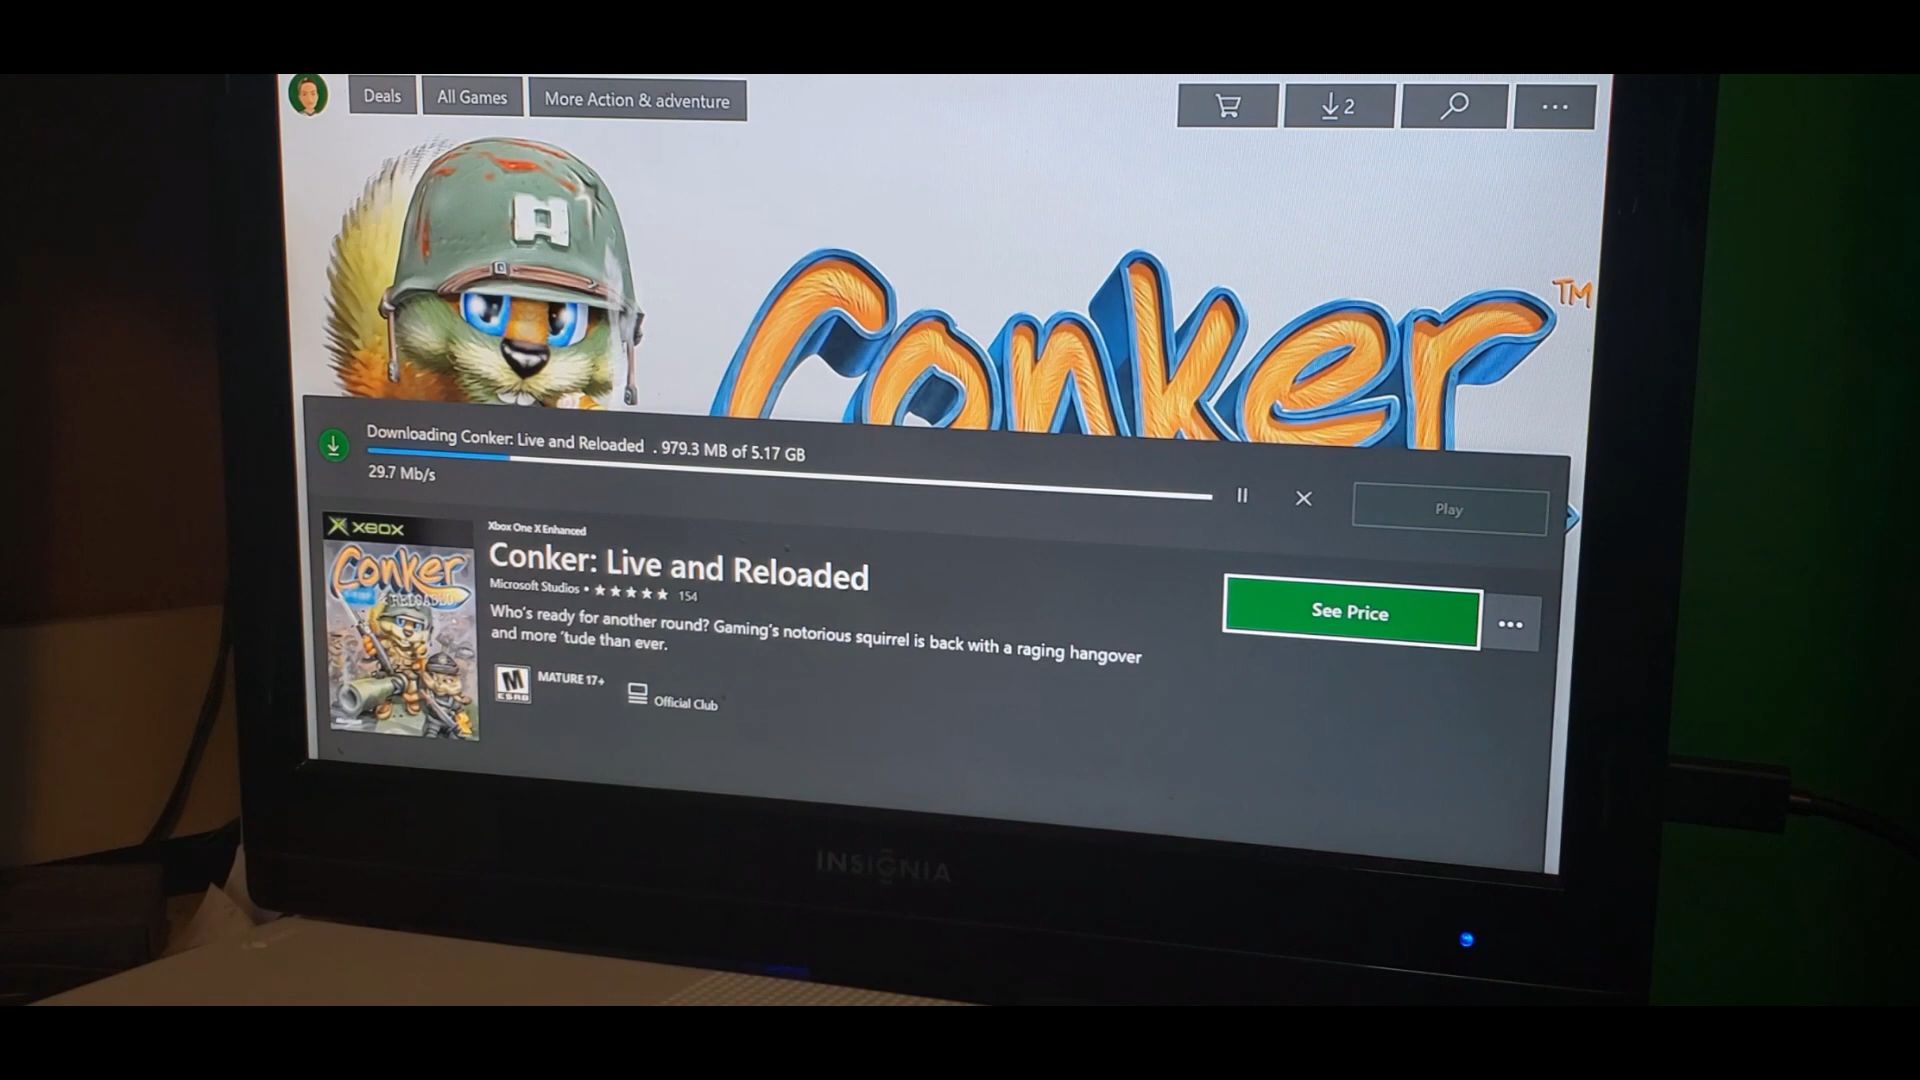 Deals
All Games
More Action & adventure
2
...
Conker™
Downloading Conker: Live and Reloaded . 979.3 MB of 5.17 GB
29.7 Mb/s
Play
XBOX
Conker
& RELOADED
Xbox One X Enhanced
Conker: Live and Reloaded
Microsoft Studios • ★★★★★ 154
Who's ready for another round? Gaming's notorious squirrel is back with a raging hangover
and more 'tude than ever.
See Price
...
M
ESRB
MATURE 17+
Official Club
INSIGNIA